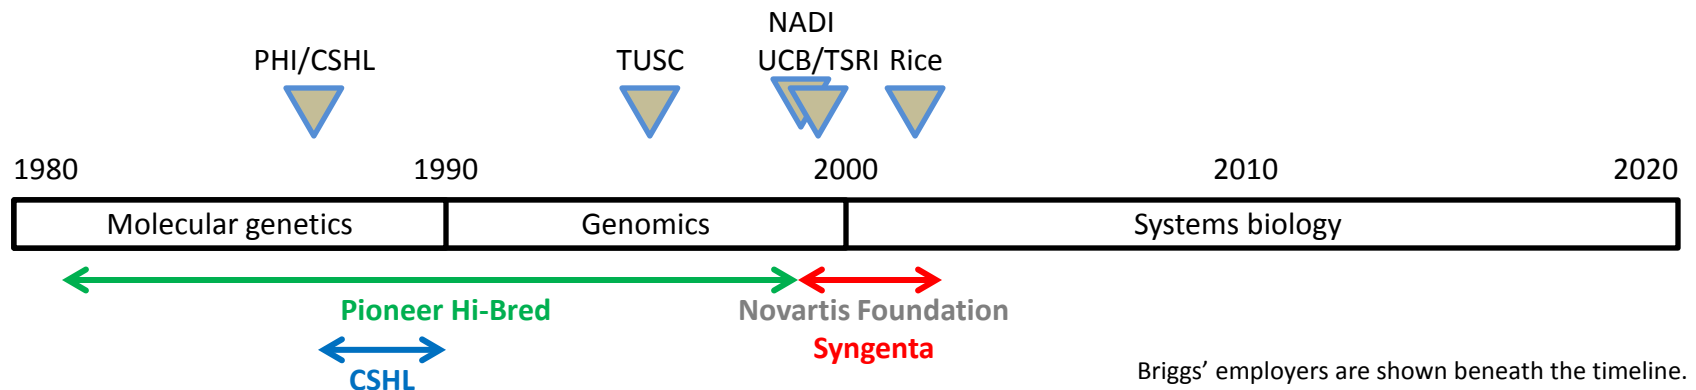 NADI
PHI/CSHL TUSC UCB/TSRI Rice
1980 1990 2000 2010 2020
Molecular genetics Genomics Systems biology
Pioneer Hi-Bred Novartis Foundation
Syngenta
CSHL
Briggs’ employers are shown beneath the timeline.